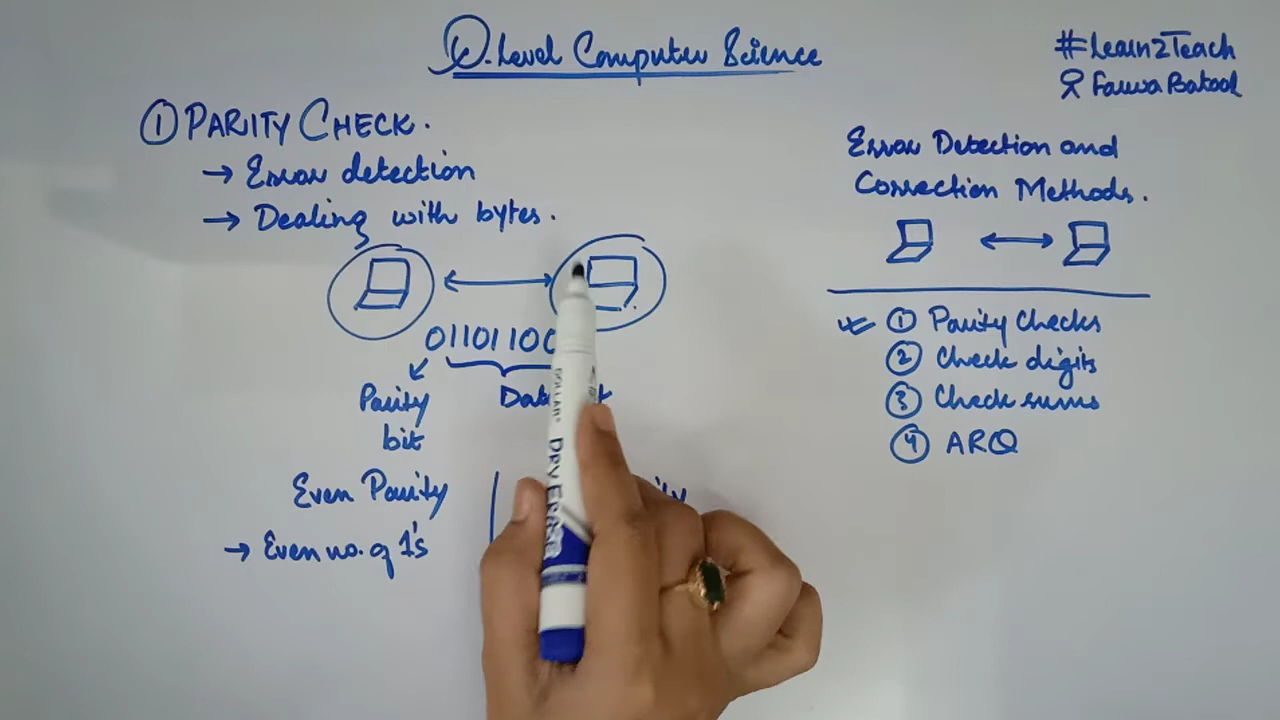 O.Level Computer Science
#Learn2Teach
Fauwa Batool
① PARITY CHECK.
→ Error detection
→ Dealing with bytes.
Parity
bit
Even Parity
→ Even no. of 1's
Error Detection and
Correction Methods.
① Parity Checks
② Check digits
③ Check sums
④ ARQ
DRY ERASE